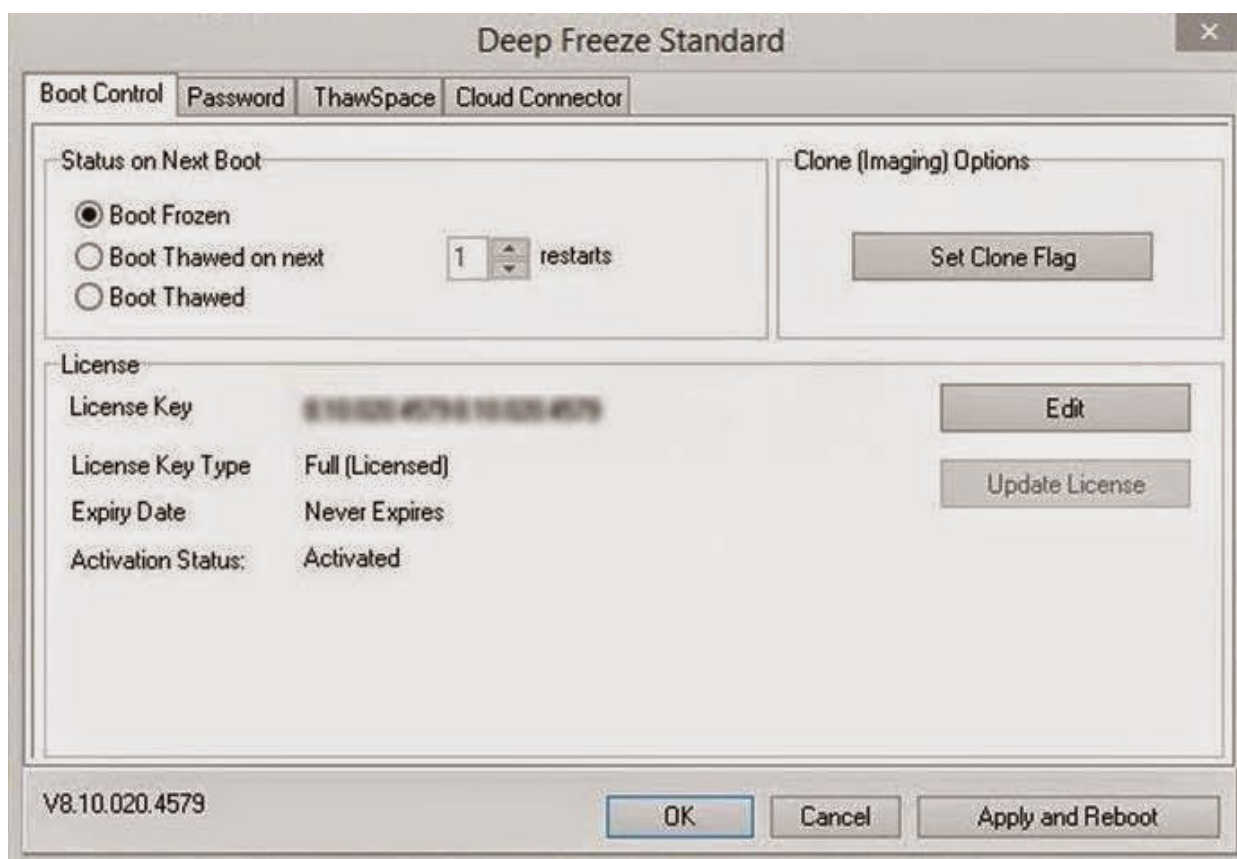 Deep Freeze Standard
Boot Control Password ThawSpace Cloud Connector
Status on Next Boot
Boot Frozen
Boot Thawed on next 1 restarts
Boot Thawed
Clone (Imaging) Options
Set Clone Flag
License
License Key
Edit
License Key Type Full (Licensed)
Update License
Expiry Date Never Expires
Activation Status: Activated
V8.10.020.4579
OK Cancel Apply and Reboot